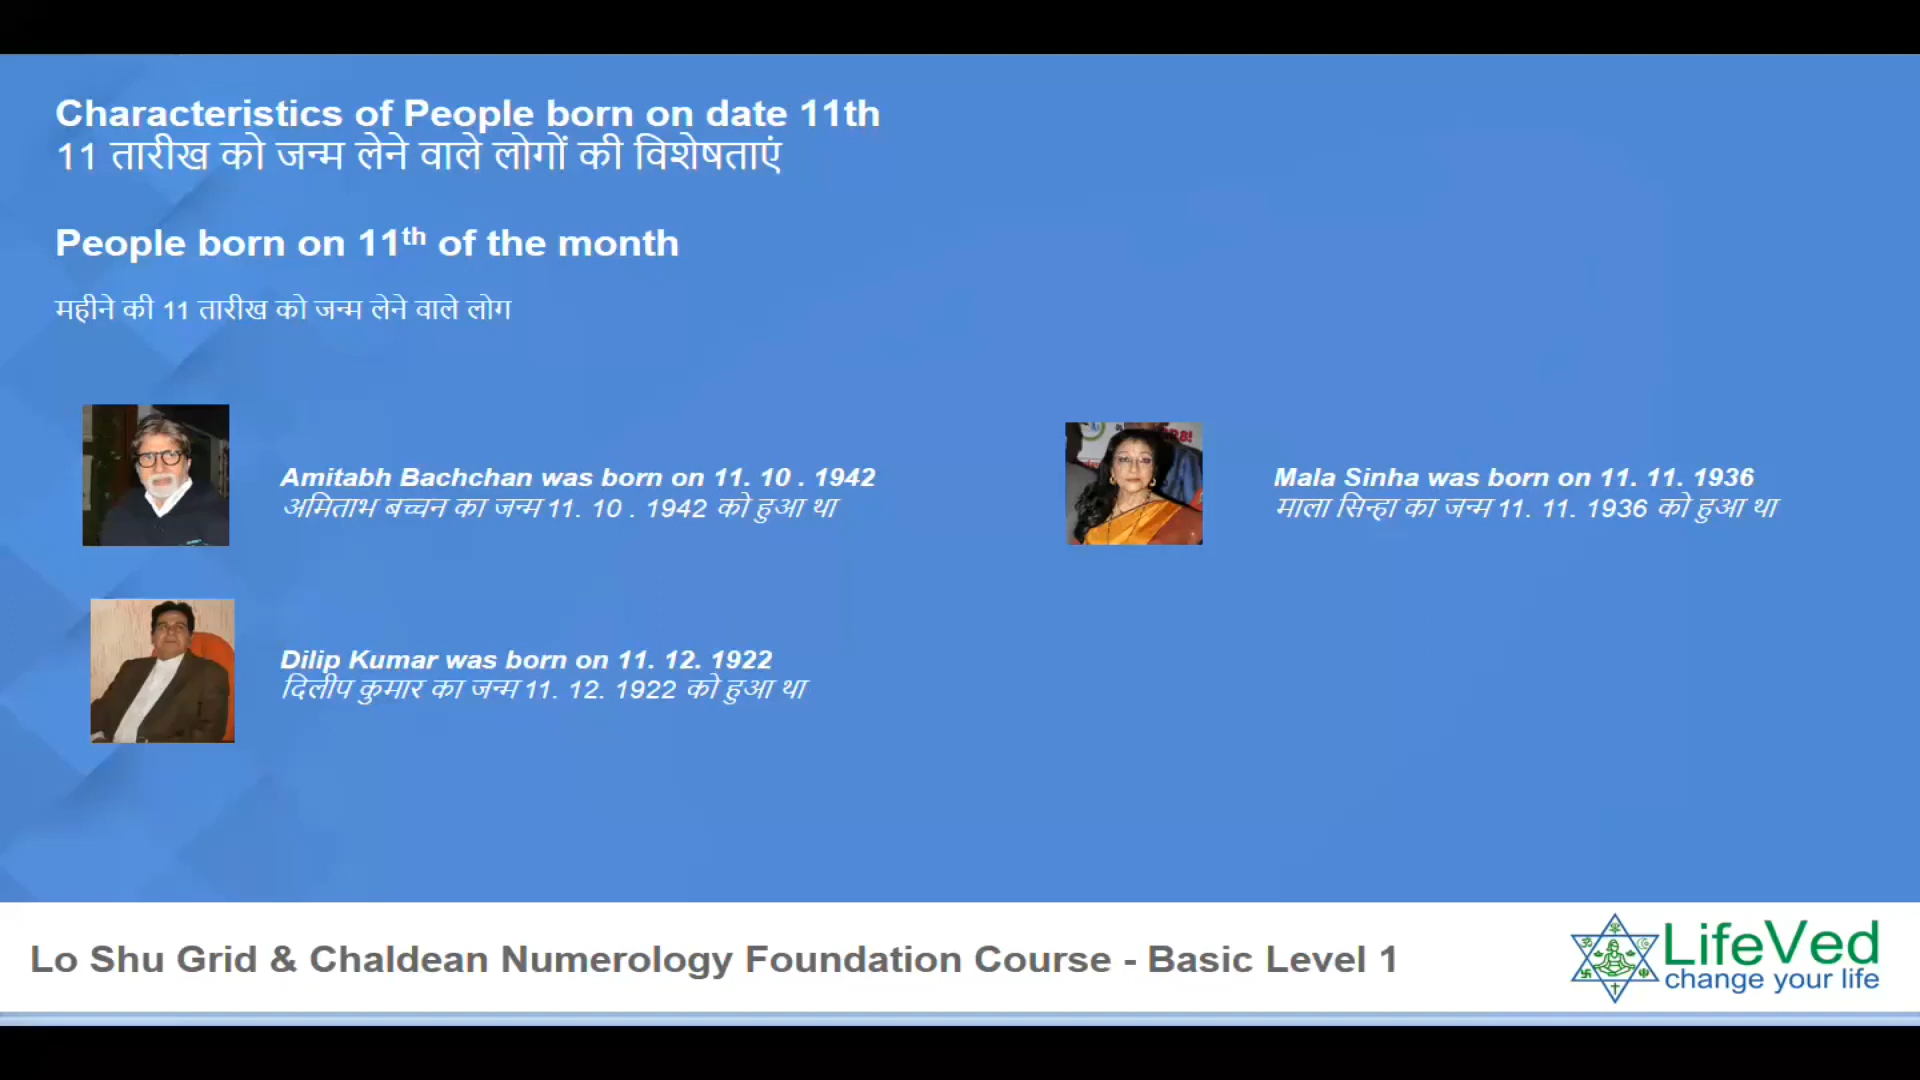 Characteristics of People born on date 11th
11 तारीख को जन्म लेने वाले लोगों की विशेषताएं
People born on 11th of the month
महीने की 11 तारीख को जन्म लेने वाले लोग
Amitabh Bachchan was born on 11. 10 . 1942
अमिताभ बच्चन का जन्म 11. 10 . 1942 को हुआ था
Mala Sinha was born on 11. 11. 1936
माला सिन्हा का जन्म 11. 11. 1936 को हुआ था
Dilip Kumar was born on 11. 12. 1922
दिलीप कुमार का जन्म 11. 12. 1922 को हुआ था
Lo Shu Grid & Chaldean Numerology Foundation Course - Basic Level 1
LifeVed
change your life